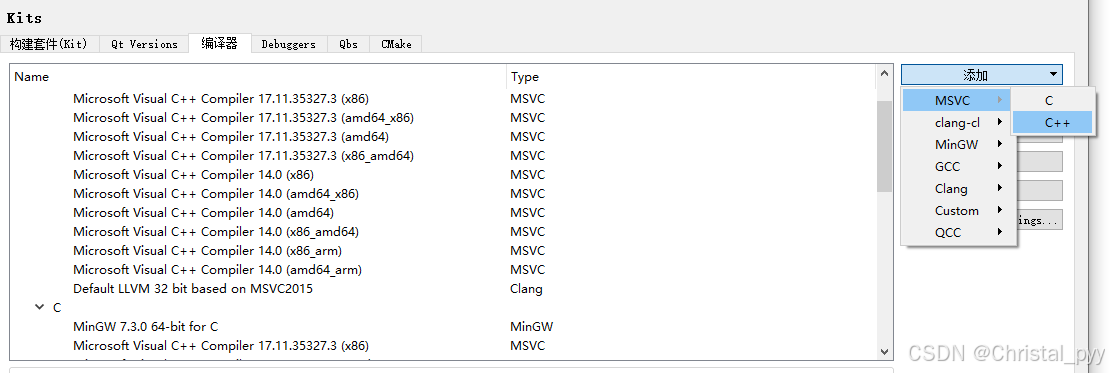 Kits
构建套件(Kit) Qt Versions 编译器 Debuggers Qbs CMake
Name Type 添加
Microsoft Visual C++ Compiler 17.11.35327.3 (x86) MSVC MSVC C
Microsoft Visual C++ Compiler 17.11.35327.3 (amd64_x86) MSVC clang-cl C++
Microsoft Visual C++ Compiler 17.11.35327.3 (amd64) MSVC MinGW
Microsoft Visual C++ Compiler 17.11.35327.3 (x86_amd64) MSVC GCC
Microsoft Visual C++ Compiler 14.0 (x86) MSVC
Microsoft Visual C++ Compiler 14.0 (amd64_x86) MSVC Clang
Microsoft Visual C++ Compiler 14.0 (amd64) MSVC Custom
Microsoft Visual C++ Compiler 14.0 (x86_amd64) MSVC QCC
Microsoft Visual C++ Compiler 14.0 (x86_arm) MSVC
Microsoft Visual C++ Compiler 14.0 (amd64_arm) MSVC
Default LLVM 32 bit based on MSVC2015 Clang
C
MinGW 7.3.0 64-bit for C MinGW
Microsoft Visual C++ Compiler 17.11.35327.3 (x86) MSVC
CSDN @Christal_pyy